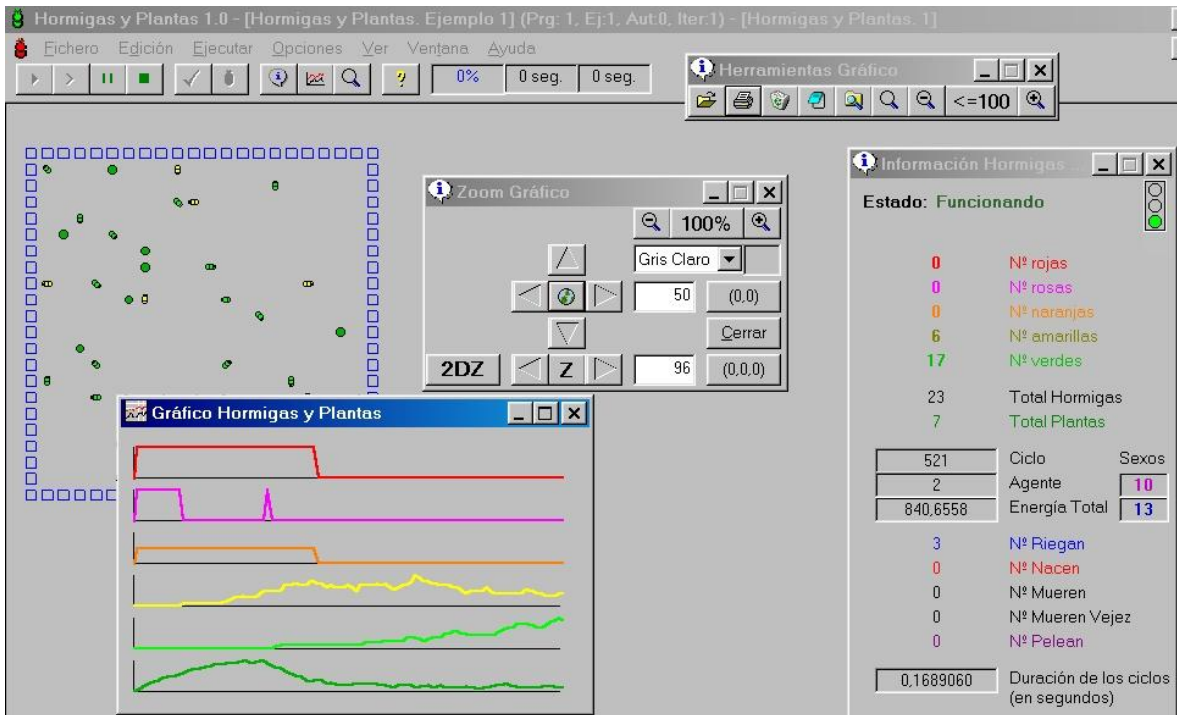 Hormigas y Plantas 1.0 - [Hormigas y Plantas. Ejemplo 1] (Prg: 1, Ej:1, Aut:0, Iter:1) - [Hormigas y Plantas. 1]
Fichero Edición Ejecutar Opciones Ver Ventana Ayuda
0% 0 seg. 0 seg.
Herramientas Gráfico
<=100
Zoom Gráfico
100%
Gris Claro
50 (0,0)
Cerrar
2DZ Z 96 (0,0,0)
Gráfico Hormigas y Plantas
Información Hormigas ...
Estado: Funcionando
0 Nº rojas
0 Nº rosas
0 Nº naranjas
6 Nº amarillas
17 Nº verdes
23 Total Hormigas
7 Total Plantas
521 Ciclo Sexos
2 Agente 10
840,6558 Energía Total 13
3 Nº Riegan
0 Nº Nacen
0 Nº Mueren
0 Nº Mueren Vejez
0 Nº Pelean
0,1689060 Duración de los ciclos
(en segundos)